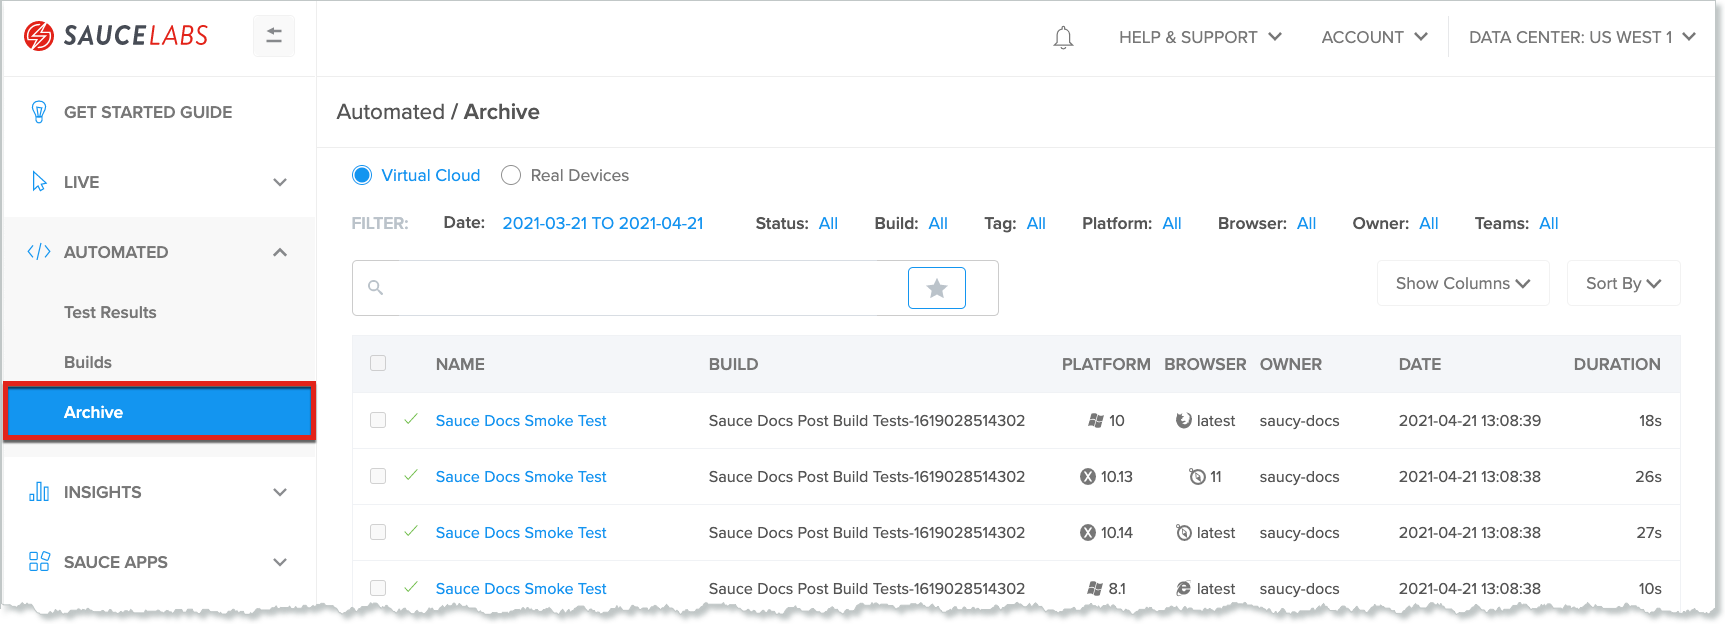 SAUCELABS
HELP & SUPPORT
ACCOUNT
DATA CENTER: US WEST 1
GET STARTED GUIDE
LIVE
AUTOMATED
Test Results
Builds
Archive
INSIGHTS
SAUCE APPS
Automated / Archive
Virtual Cloud Real Devices
FILTER: Date: 2021-03-21 TO 2021-04-21 Status: All Build: All Tag: All Platform: All Browser: All Owner: All Teams: All
Show Columns Sort By
NAME BUILD PLATFORM BROWSER OWNER DATE DURATION
Sauce Docs Smoke Test Sauce Docs Post Build Tests-1619028514302 10 latest saucy-docs 2021-04-21 13:08:39 18s
Sauce Docs Smoke Test Sauce Docs Post Build Tests-1619028514302 10.13 11 saucy-docs 2021-04-21 13:08:38 26s
Sauce Docs Smoke Test Sauce Docs Post Build Tests-1619028514302 10.14 latest saucy-docs 2021-04-21 13:08:38 27s
Sauce Docs Smoke Test Sauce Docs Post Build Tests-1619028514302 8.1 latest saucy-docs 2021-04-21 13:08:38 10s